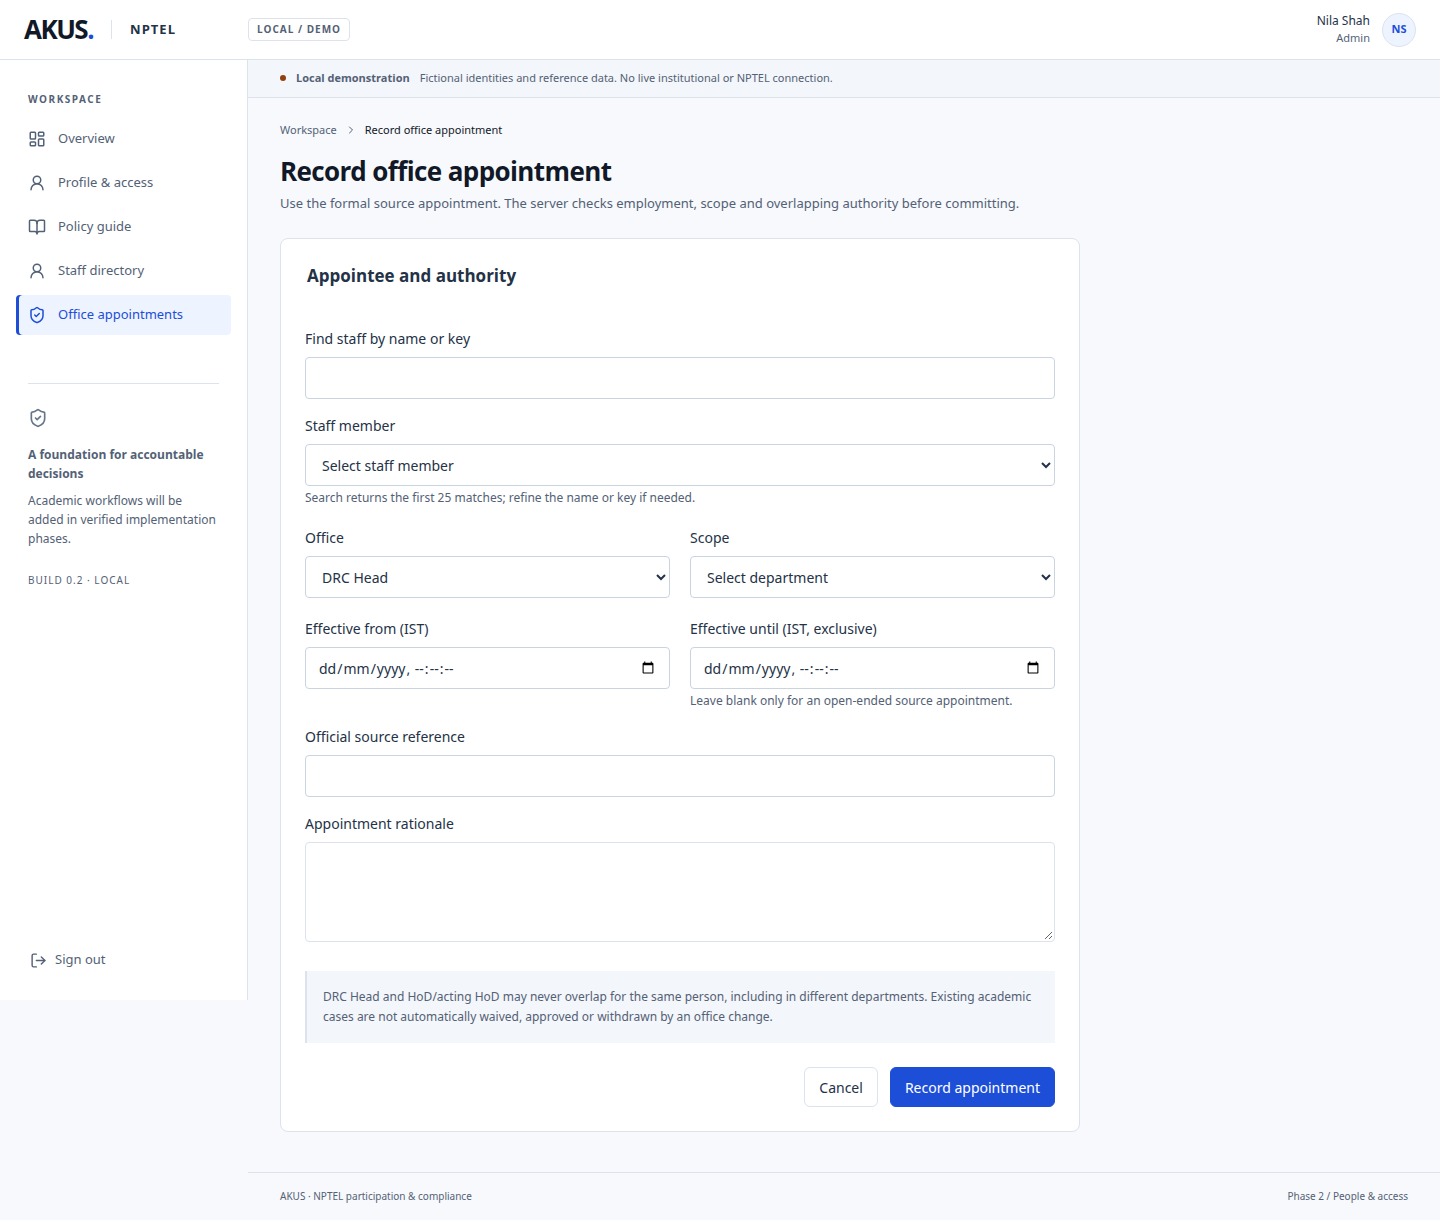 AKUS.
NPTEL
LOCAL / DEMO
Nila Shah
Admin
NS
WORKSPACE
Overview
Profile & access
Policy guide
Staff directory
Office appointments
A foundation for accountable
decisions
Academic workflows will be
added in verified implementation
phases.
BUILD 0.2 · LOCAL
Sign out
Local demonstration Fictional identities and reference data. No live institutional or NPTEL connection.
Workspace > Record office appointment
Record office appointment
Use the formal source appointment. The server checks employment, scope and overlapping authority before committing.
Appointee and authority
Find staff by name or key
Staff member
Select staff member
Search returns the first 25 matches; refine the name or key if needed.
Office
DRC Head
Scope
Select department
Effective from (IST)
dd/mm/yyyy, --:--:--
Effective until (IST, exclusive)
dd/mm/yyyy, --:--:--
Leave blank only for an open-ended source appointment.
Official source reference
Appointment rationale
DRC Head and HoD/acting HoD may never overlap for the same person, including in different departments. Existing academic
cases are not automatically waived, approved or withdrawn by an office change.
Cancel
Record appointment
AKUS · NPTEL participation & compliance
Phase 2 / People & access